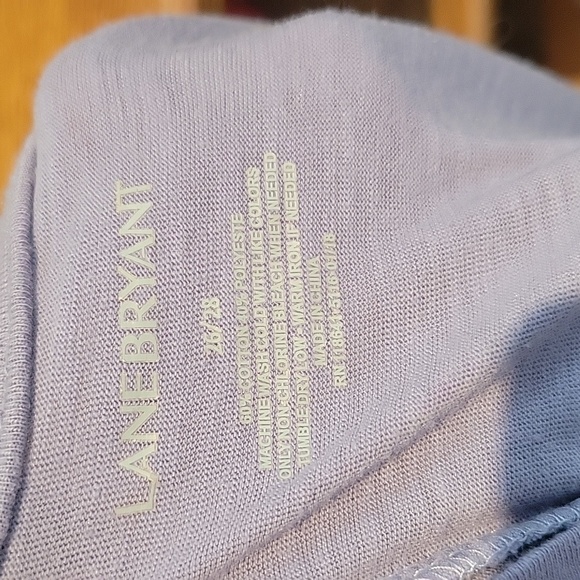 LANE BRYANT
26/28
60% COTTON 40% POLYESTE
MACHINE WASH COLD WITH LIKE COLORS
ONLY NON-CHLORINE BLEACH WHEN NEEDED
TUMBLE DRY LOW - WARM IRON IF NEEDED
MADE IN CHINA